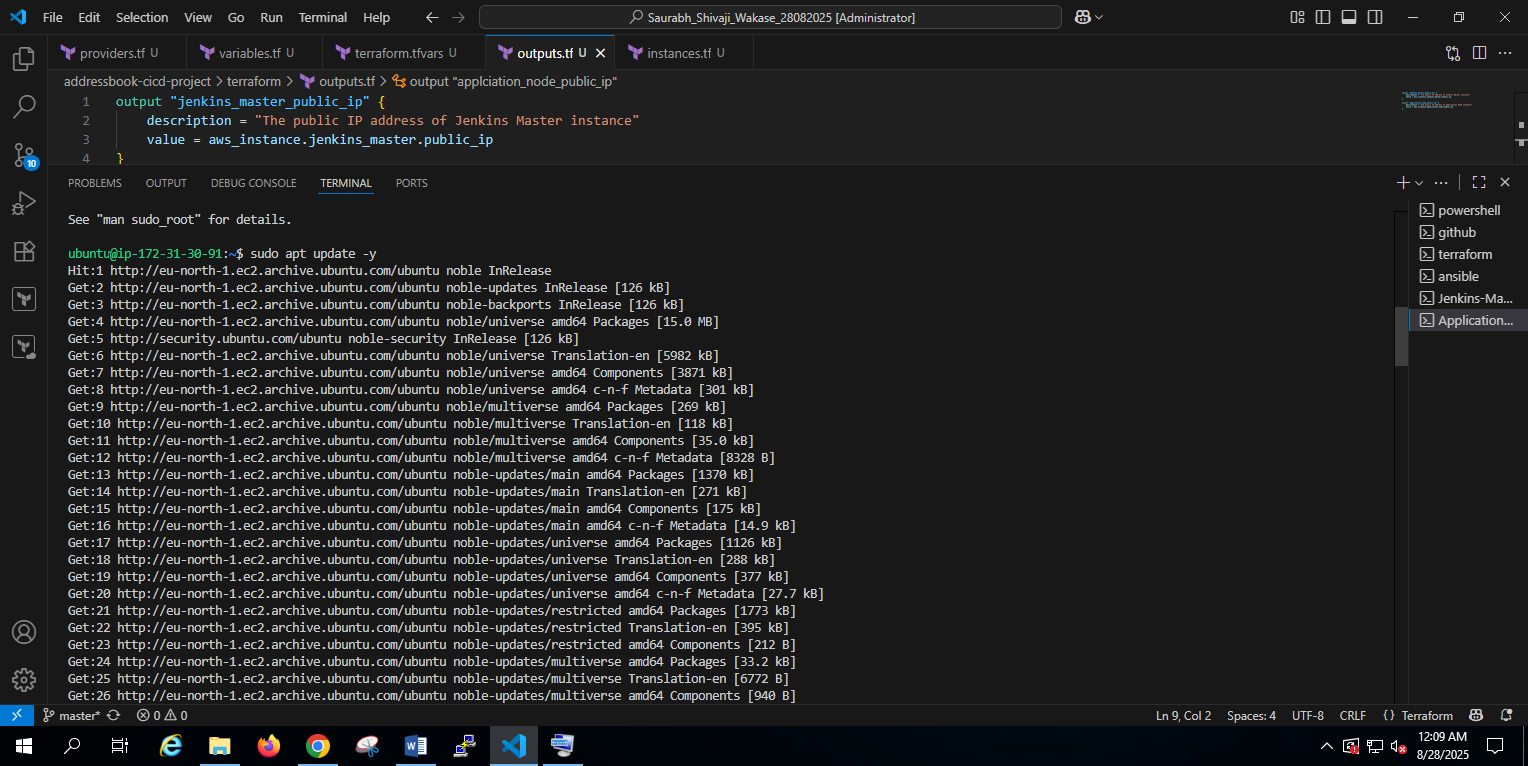 File Edit Selection View Go Run Terminal Help
Saurabh_Shivaji_Wakase_28082025 [Administrator]
providers.tf U
variables.tf U
terraform.tfvars U
outputs.tf U
instances.tf U
addressbook-cicd-project > terraform > outputs.tf > output "applciation_node_public_ip"
1 output "jenkins_master_public_ip" {
2 description = "The public IP address of Jenkins Master instance"
3 value = aws_instance.jenkins_master.public_ip
4 }
10
PROBLEMS OUTPUT DEBUG CONSOLE TERMINAL PORTS
powershell
github
terraform
ansible
Jenkins-Ma...
Application...
See "man sudo_root" for details.
ubuntu@ip-172-31-30-91:~$ sudo apt update -y
Hit:1 http://eu-north-1.ec2.archive.ubuntu.com/ubuntu noble InRelease
Get:2 http://eu-north-1.ec2.archive.ubuntu.com/ubuntu noble-updates InRelease [126 kB]
Get:3 http://eu-north-1.ec2.archive.ubuntu.com/ubuntu noble-backports InRelease [126 kB]
Get:4 http://eu-north-1.ec2.archive.ubuntu.com/ubuntu noble/universe amd64 Packages [15.0 MB]
Get:5 http://security.ubuntu.com/ubuntu noble-security InRelease [126 kB]
Get:6 http://eu-north-1.ec2.archive.ubuntu.com/ubuntu noble/universe Translation-en [5982 kB]
Get:7 http://eu-north-1.ec2.archive.ubuntu.com/ubuntu noble/universe amd64 Components [3871 kB]
Get:8 http://eu-north-1.ec2.archive.ubuntu.com/ubuntu noble/universe amd64 c-n-f Metadata [301 kB]
Get:9 http://eu-north-1.ec2.archive.ubuntu.com/ubuntu noble/multiverse amd64 Packages [269 kB]
Get:10 http://eu-north-1.ec2.archive.ubuntu.com/ubuntu noble/multiverse Translation-en [118 kB]
Get:11 http://eu-north-1.ec2.archive.ubuntu.com/ubuntu noble/multiverse amd64 Components [35.0 kB]
Get:12 http://eu-north-1.ec2.archive.ubuntu.com/ubuntu noble/multiverse amd64 c-n-f Metadata [8328 B]
Get:13 http://eu-north-1.ec2.archive.ubuntu.com/ubuntu noble-updates/main amd64 Packages [1370 kB]
Get:14 http://eu-north-1.ec2.archive.ubuntu.com/ubuntu noble-updates/main Translation-en [271 kB]
Get:15 http://eu-north-1.ec2.archive.ubuntu.com/ubuntu noble-updates/main amd64 Components [175 kB]
Get:16 http://eu-north-1.ec2.archive.ubuntu.com/ubuntu noble-updates/main amd64 c-n-f Metadata [14.9 kB]
Get:17 http://eu-north-1.ec2.archive.ubuntu.com/ubuntu noble-updates/universe amd64 Packages [1126 kB]
Get:18 http://eu-north-1.ec2.archive.ubuntu.com/ubuntu noble-updates/universe Translation-en [288 kB]
Get:19 http://eu-north-1.ec2.archive.ubuntu.com/ubuntu noble-updates/universe amd64 Components [377 kB]
Get:20 http://eu-north-1.ec2.archive.ubuntu.com/ubuntu noble-updates/universe amd64 c-n-f Metadata [27.7 kB]
Get:21 http://eu-north-1.ec2.archive.ubuntu.com/ubuntu noble-updates/restricted amd64 Packages [1773 kB]
Get:22 http://eu-north-1.ec2.archive.ubuntu.com/ubuntu noble-updates/restricted Translation-en [395 kB]
Get:23 http://eu-north-1.ec2.archive.ubuntu.com/ubuntu noble-updates/restricted amd64 Components [212 B]
Get:24 http://eu-north-1.ec2.archive.ubuntu.com/ubuntu noble-updates/multiverse amd64 Packages [33.2 kB]
Get:25 http://eu-north-1.ec2.archive.ubuntu.com/ubuntu noble-updates/multiverse Translation-en [6772 B]
Get:26 http://eu-north-1.ec2.archive.ubuntu.com/ubuntu noble-updates/multiverse amd64 Components [940 B]
master* 0 0 Ln 9, Col 2 Spaces: 4 UTF-8 CRLF {} Terraform
12:09 AM
8/28/2025